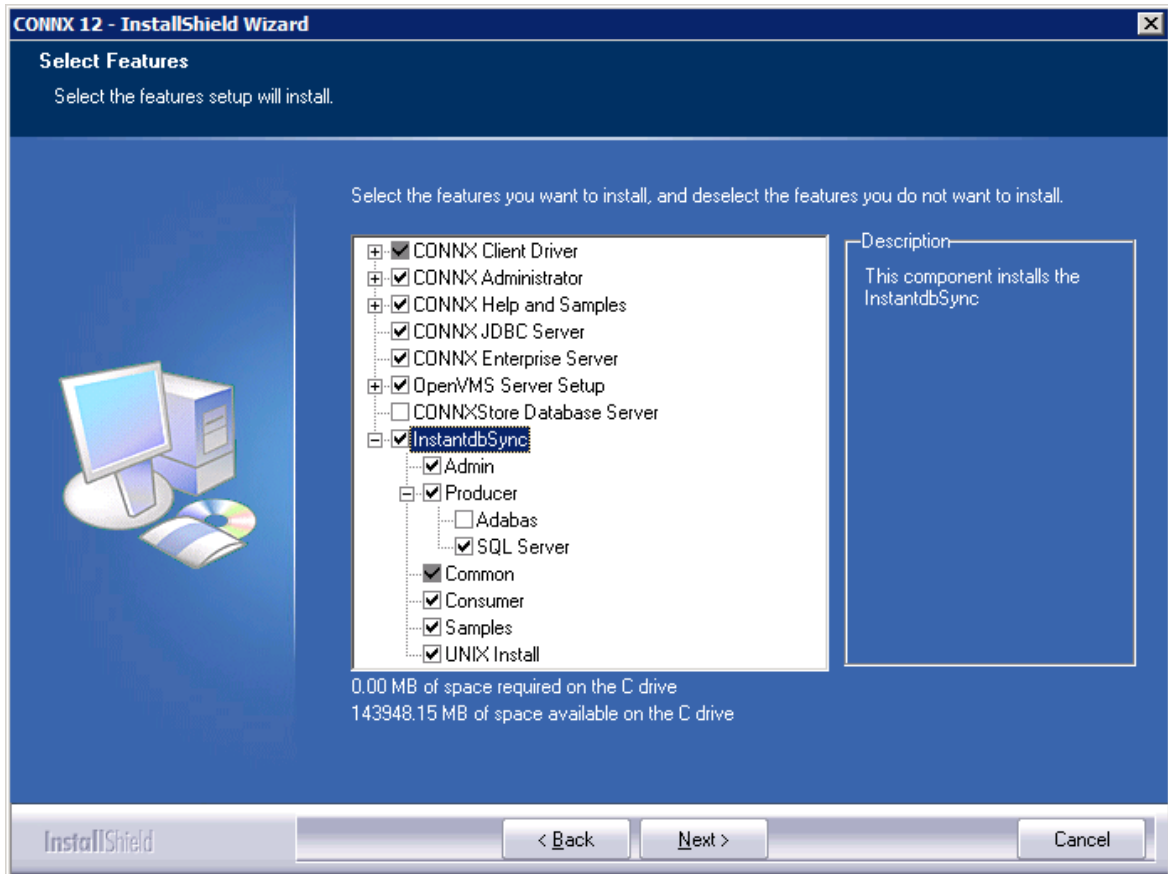 CONNX 12 - InstallShield Wizard
Select Features
Select the features setup will install.
Select the features you want to install, and deselect the features you do not want to install.
CONNX Client Driver
CONNX Administrator
CONNX Help and Samples
CONNX JDBC Server
CONNX Enterprise Server
OpenVMS Server Setup
CONNXStore Database Server
InstantdbSync
Admin
Producer
Adabas
SQL Server
Common
Consumer
Samples
UNIX Install
Description
This component installs the
InstantdbSync
0.00 MB of space required on the C drive
143948.15 MB of space available on the C drive
InstallShield
< Back
Next >
Cancel